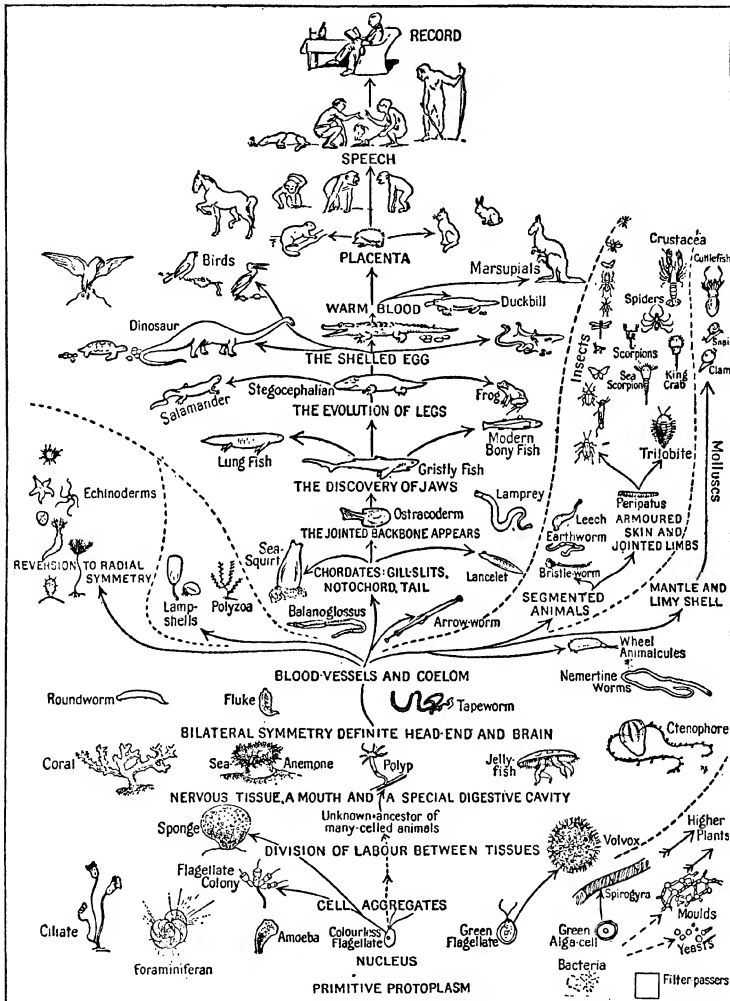 RECORD
SPEECH
PLACENTA
Birds
Marsupials
Crustacea
Cuttlefish
WARM BLOOD
Duckbill
Spiders
Dinosaur
Insects
Scorpions
Snail
THE SHELLED EGG
Sea
Scorpion
King
Crab
Clam
Stegocephalian
Salamander
Frog
THE EVOLUTION OF LEGS
Lung Fish
Gristly Fish
Modern
Bony Fish
Trilobite
Molluscs
THE DISCOVERY OF JAWS
Echinoderms
Ostracoderm
Lamprey
Peripatus
THE JOINTED BACKBONE APPEARS
Leech
Earthworm
ARMOURED
SKIN AND
JOINTED LIMBS
REVERSION TO RADIAL
SYMMETRY
Sea-
Squirt
CHORDATES: GILL-SLITS,
NOTOCHORD, TAIL
Lancelet
Bristle-worm
Lamp-
shells
Polyzoa
Balanoglossus
Arrow-worm
SEGMENTED
ANIMALS
MANTLE AND
LIMY SHELL
Wheel
Animalcules
BLOOD-VESSELS AND COELOM
Nemertine
Worms
Roundworm
Fluke
Tapeworm
BILATERAL SYMMETRY DEFINITE HEAD-END AND BRAIN
Ctenophore
Coral
Sea-Anemone
Polyp
Jelly-
fish
NERVOUS TISSUE, A MOUTH AND A SPECIAL DIGESTIVE CAVITY
Unknown ancestor of
many-celled animals
Sponge
Volvox
Higher
Plants
DIVISION OF LABOUR BETWEEN TISSUES
Flagellate
Colony
Spirogyra
CELL AGGREGATES
Moulds
Ciliate
Foraminiferan
Amoeba
Colourless
Flagellate
Green
Flagellate
Green
Alga-cell
Yeasts
NUCLEUS
Bacteria
Filter passers
PRIMITIVE PROTOPLASM